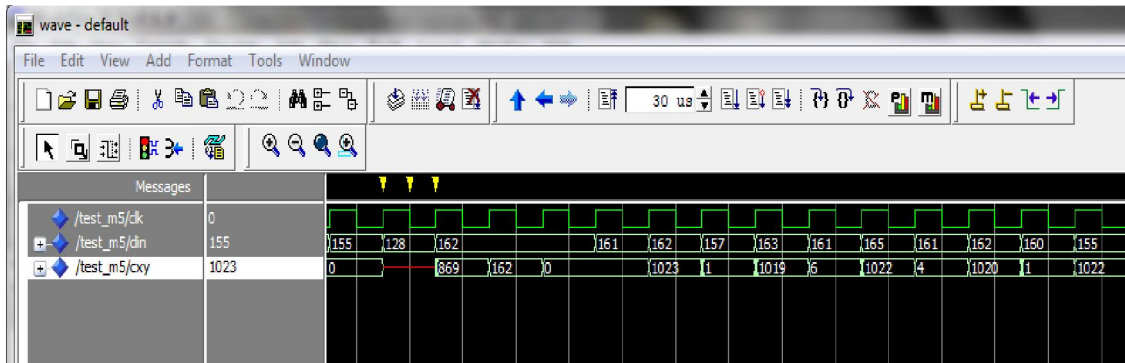 wave - default
File Edit View Add Format Tools Window
30 us
Messages
/test_m5/clk 0
/test_m5/din 155 155 128 162 161 162 157 163 161 165 161 162 160 155
/test_m5/cxy 1023 0 869 162 0 1023 1 1019 6 1022 4 1020 1 1022